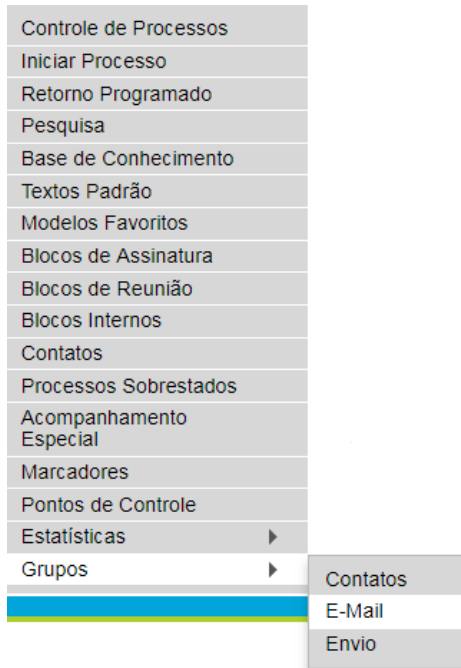 Controle de Processos
Iniciar Processo
Retorno Programado
Pesquisa
Base de Conhecimento
Textos Padrão
Modelos Favoritos
Blocos de Assinatura
Blocos de Reunião
Blocos Internos
Contatos
Processos Sobrestados
Acompanhamento
Especial
Marcadores
Pontos de Controle
Estatísticas
Grupos
Contatos
E-Mail
Envio